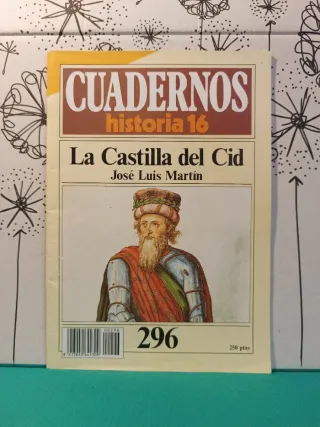 CUADERNOS
historia 16
La Castilla del Cid
José Luis Martín
296
250 ptas